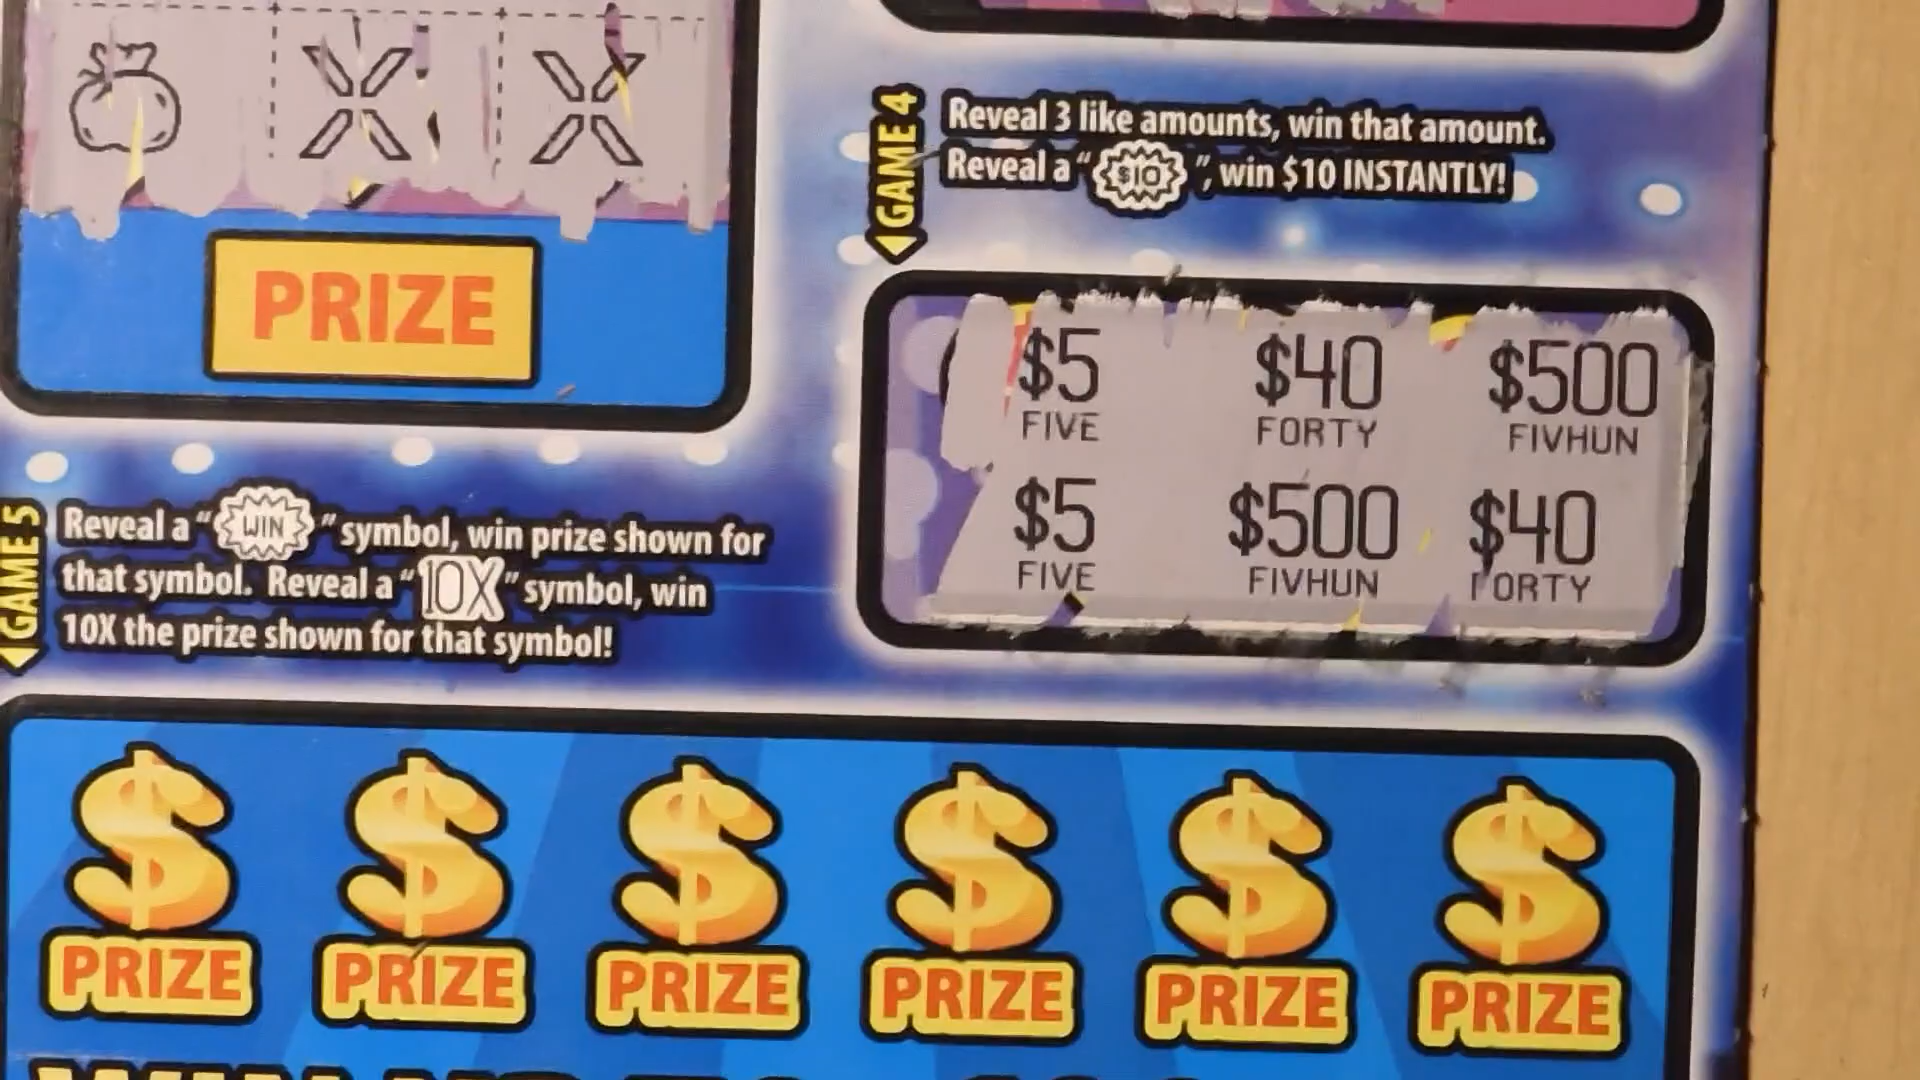 PRIZE
GAME 4
Reveal 3 like amounts, win that amount.
Reveal a "$10", win $10 INSTANTLY!
$5 $40 $500
FIVE FORTY FIVHUN
$5 $500 $40
FIVE FIVHUN FORTY
GAME 5
Reveal a "WIN" symbol, win prize shown for
that symbol. Reveal a "10X" symbol, win
10X the prize shown for that symbol!
$ $ $ $ $ $
PRIZE PRIZE PRIZE PRIZE PRIZE PRIZE